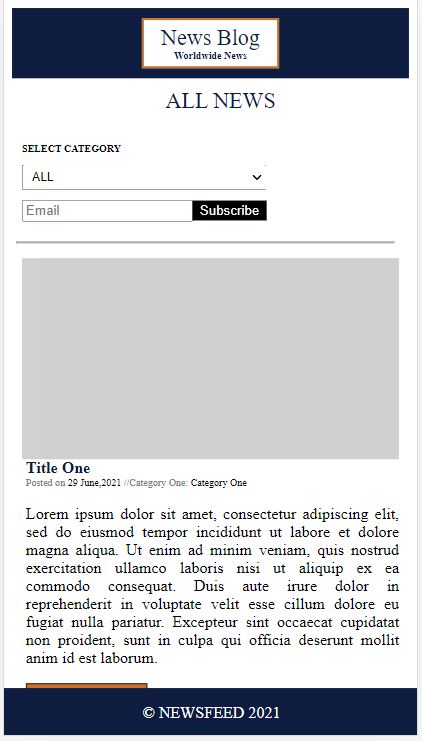 News Blog
Worldwide News
ALL NEWS
SELECT CATEGORY
ALL
Email Subscribe
Title One
Posted on 29 June,2021 //Category One: Category One
Lorem ipsum dolor sit amet, consectetur adipiscing elit,
sed do eiusmod tempor incididunt ut labore et dolore
magna aliqua. Ut enim ad minim veniam, quis nostrud
exercitation ullamco laboris nisi ut aliquip ex ea
commodo consequat. Duis aute irure dolor in
reprehenderit in voluptate velit esse cillum dolore eu
fugiat nulla pariatur. Excepteur sint occaecat cupidatat
non proident, sunt in culpa qui officia deserunt mollit
anim id est laborum.
© NEWSFEED 2021